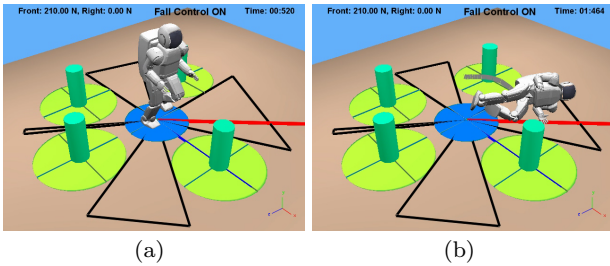 Front: 210.00 N, Right: 0.00 N Fall Control ON Time: 00:520
Front: 210.00 N, Right: 0.00 N Fall Control ON Time: 01:464
(a)
(b)